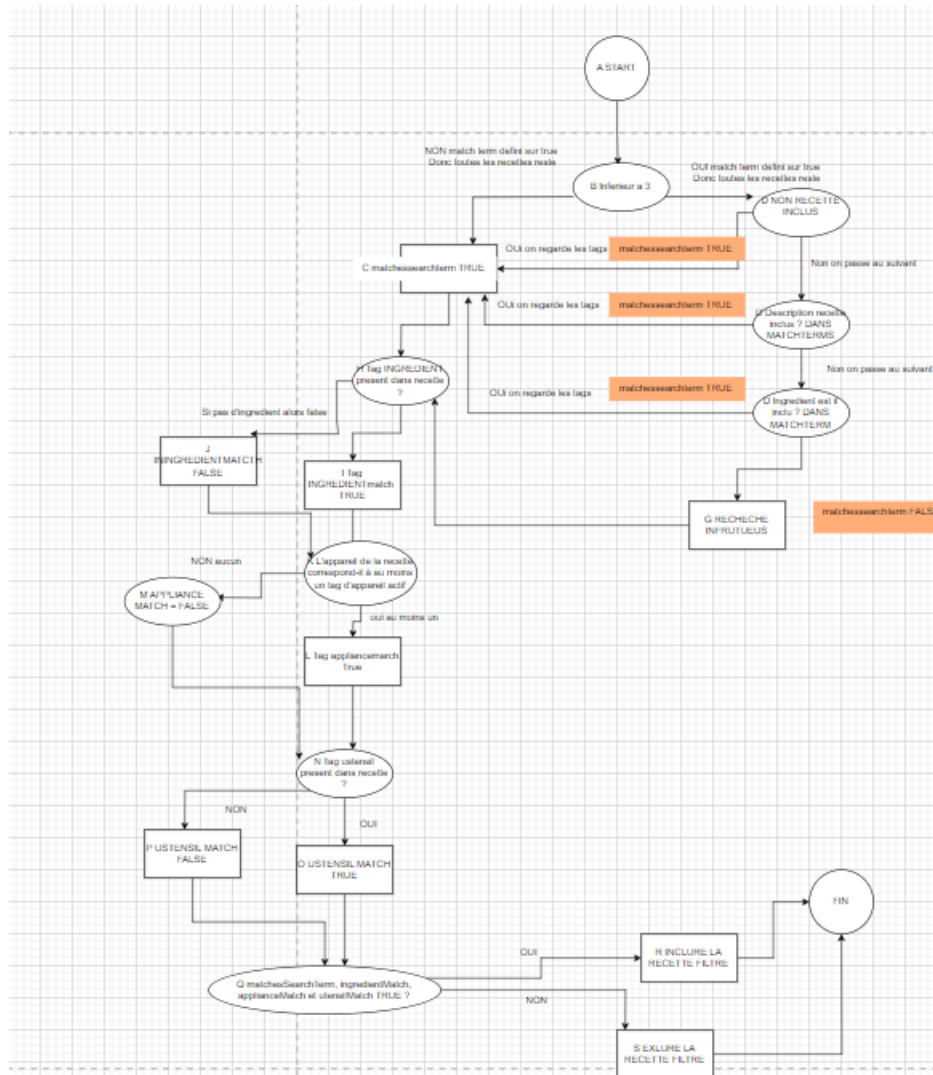 A START
NON match term defini sur true
Donc toutes les recettes reste
OUI match term defini sur true
Donc toutes les recettes reste
B Inferieur a 3
D NON RECETTE
INCLUS
OUi on regarde les tags
matchessearchterm TRUE
C matchessearchterm TRUE
Non on passe au suivant
OUi on regarde les tags
matchessearchterm TRUE
Description recette
inclus ? DANS
MATCHTERMS
H Tag INGREDIENT
present dans recette
?
Non on passe au suivant
matchessearchterm TRUE
OUi on regarde les tags
D Ingredient est il
inclu ? DANS
MATCHTERM
Si pas d'ingredient alors false
J
ININGREDIENTMATCTH
FALSE
I Tag
INGREDIENTmatch
TRUE
G RECHECHE
INFRUTUEUS
matchessearchterm FALS
NON aucun
K L'appareil de la recette
correspond-il à au moins
un tag d'appareil actif
M APPLIANCE
MATCH = FALSE
oui au moins un
L Tag appliancemarch
True
N Tag ustensil
present dans recette
?
NON
OUI
P USTENSIL MATCH
FALSE
O USTENSIL MATCH
TRUE
FIN
OUI
R INCLURE LA
RECETTE FILTRE
Q matchesSearchTerm, ingredientMatch,
applianceMatch et utensilMatch TRUE ?
NON
S EXLURE LA
RECETTE FILTRE